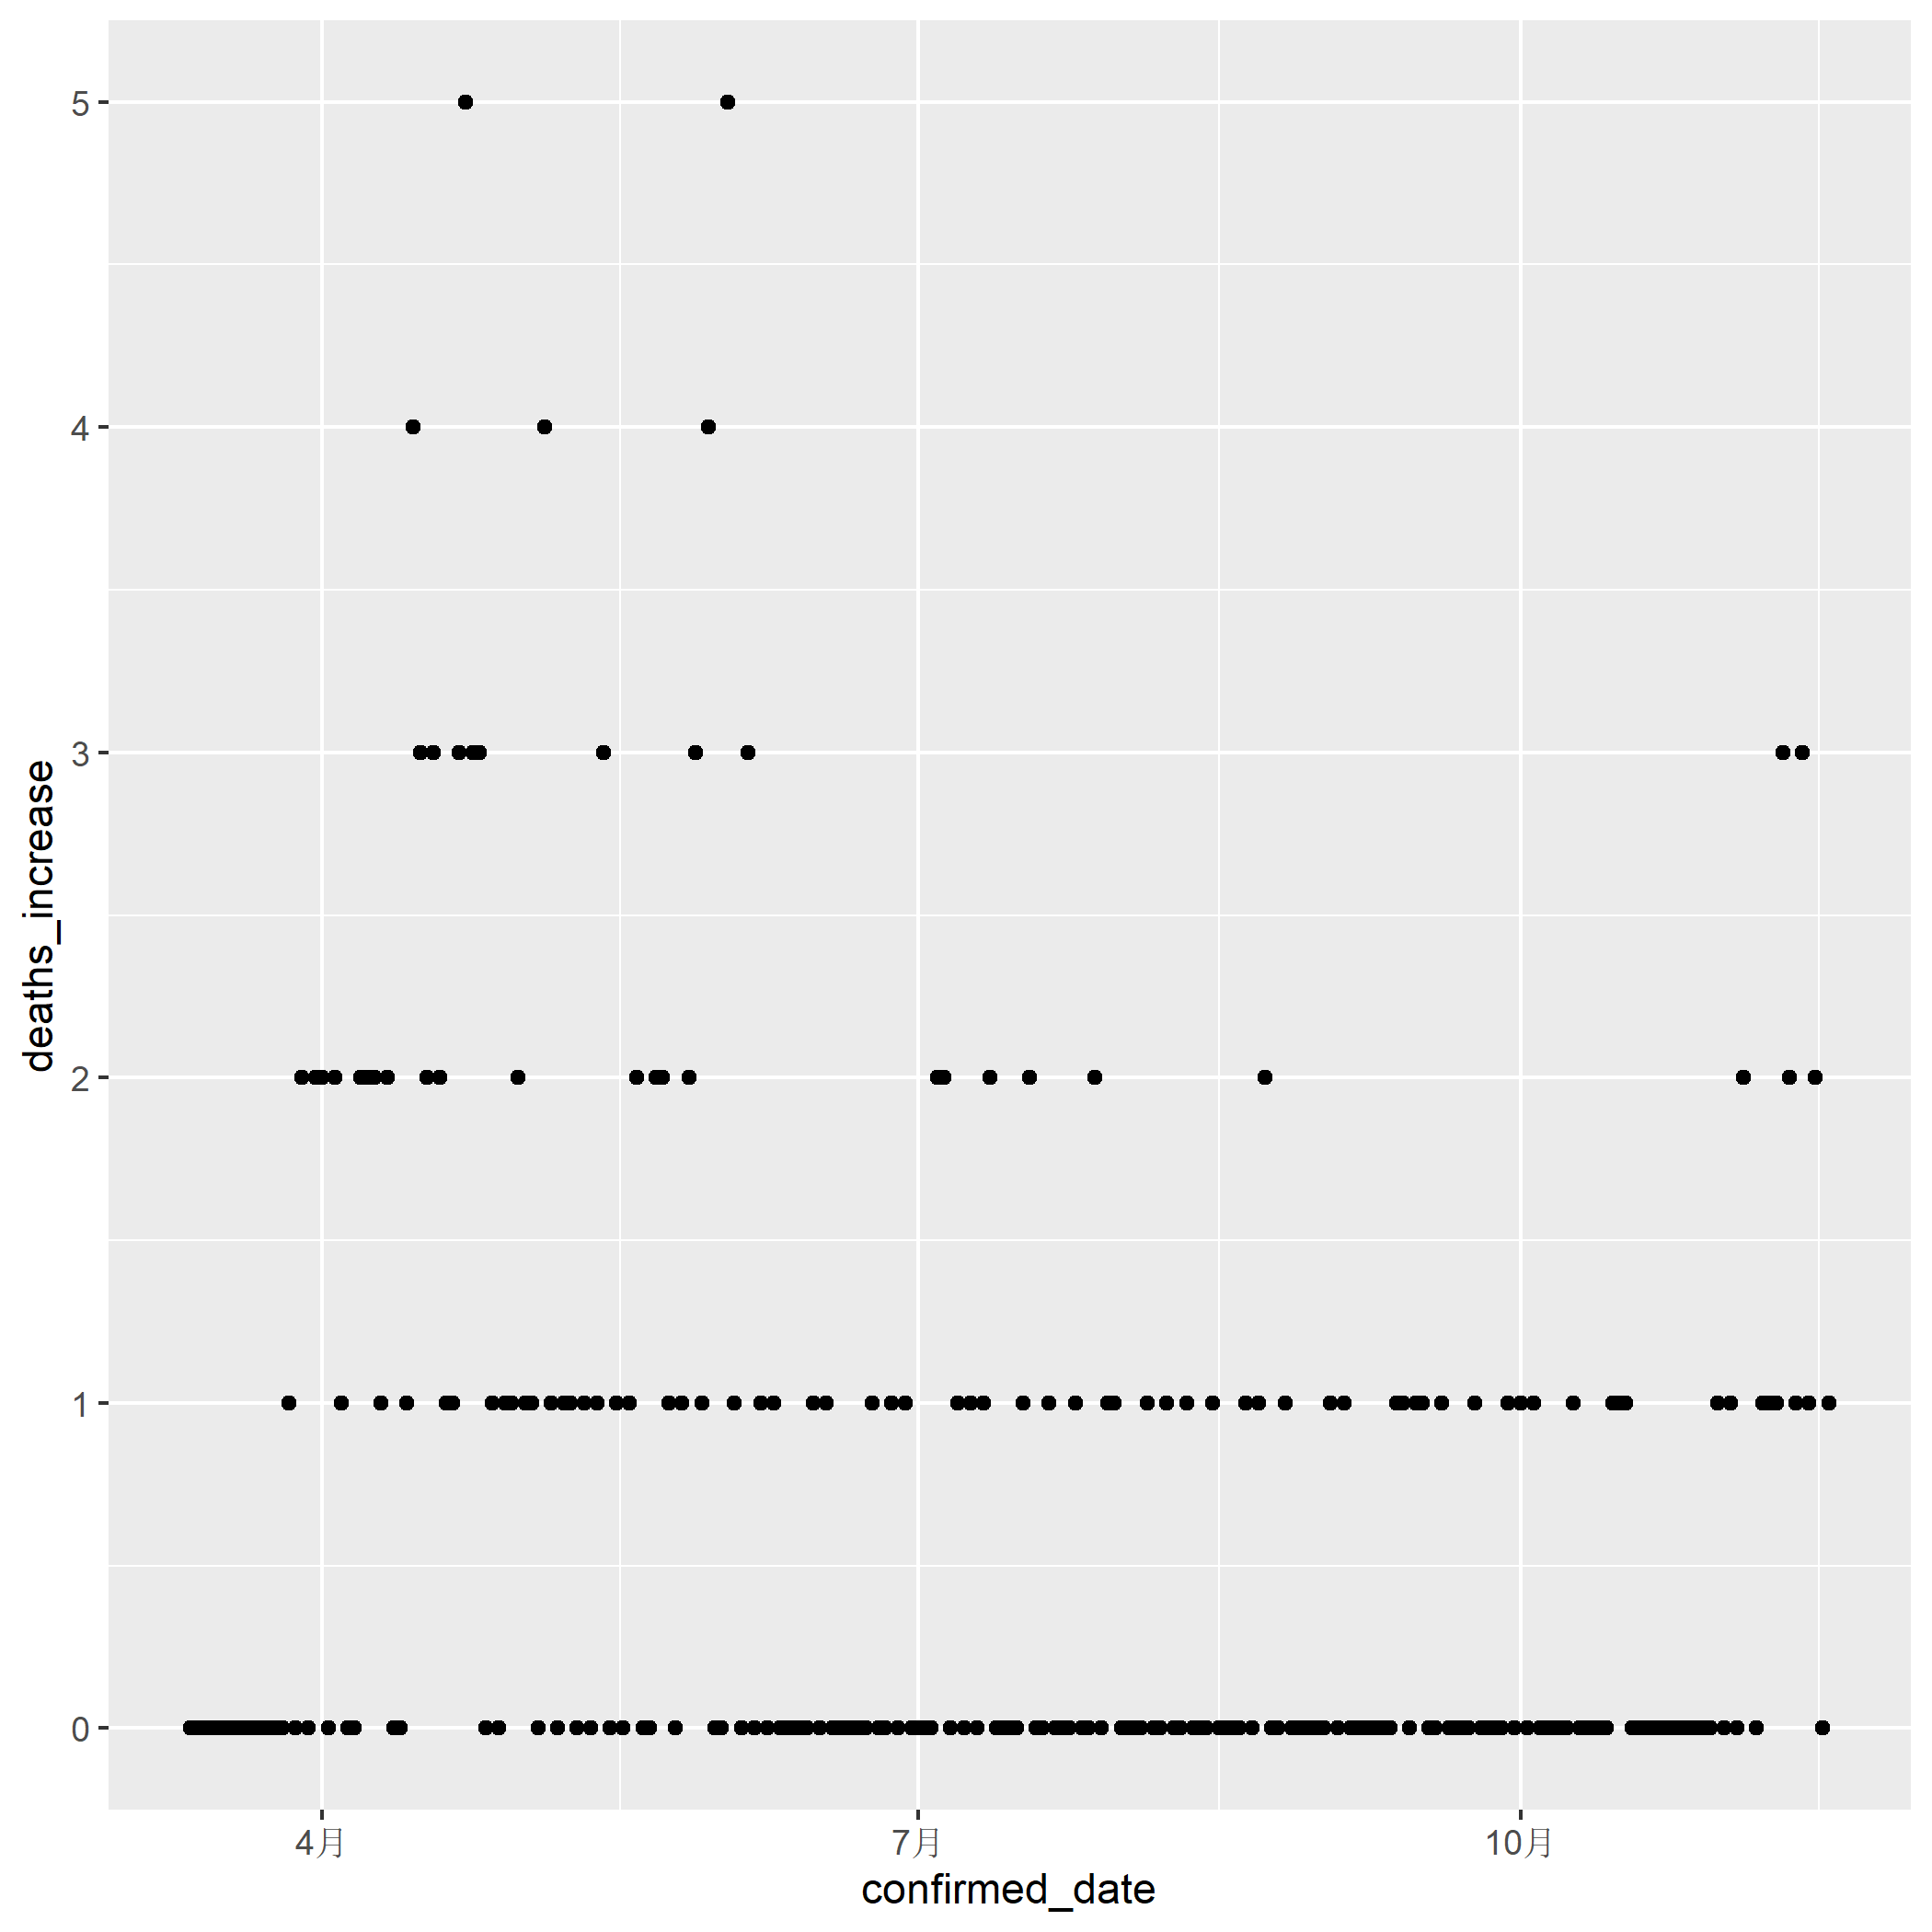 deaths_increase
5
4
3
2
1
0
4月
7月
10月
confirmed_date